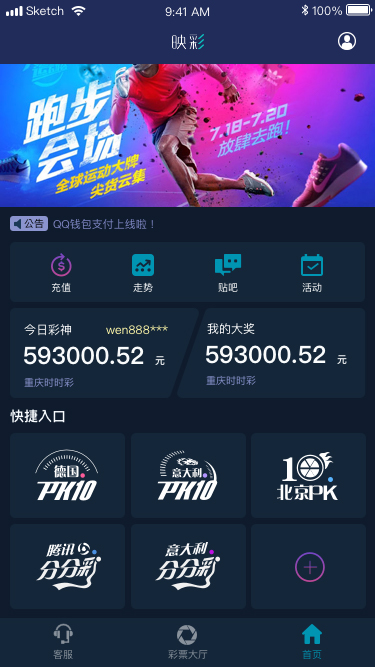 Sketch
9:41 AM
100%
映彩
跑步
会场
全球运动大牌
尖货云集
7.18-7.20
放肆去跑!
公告
QQ钱包支付上线啦！
充值
走势
贴吧
活动
今日彩神
wen888***
593000.52 元
重庆时时彩
我的大奖
593000.52 元
重庆时时彩
快捷入口
德国
PK10
意大利
PK10
10
北京PK
腾讯
分分彩
意大利
分分彩
客服
彩票大厅
首页